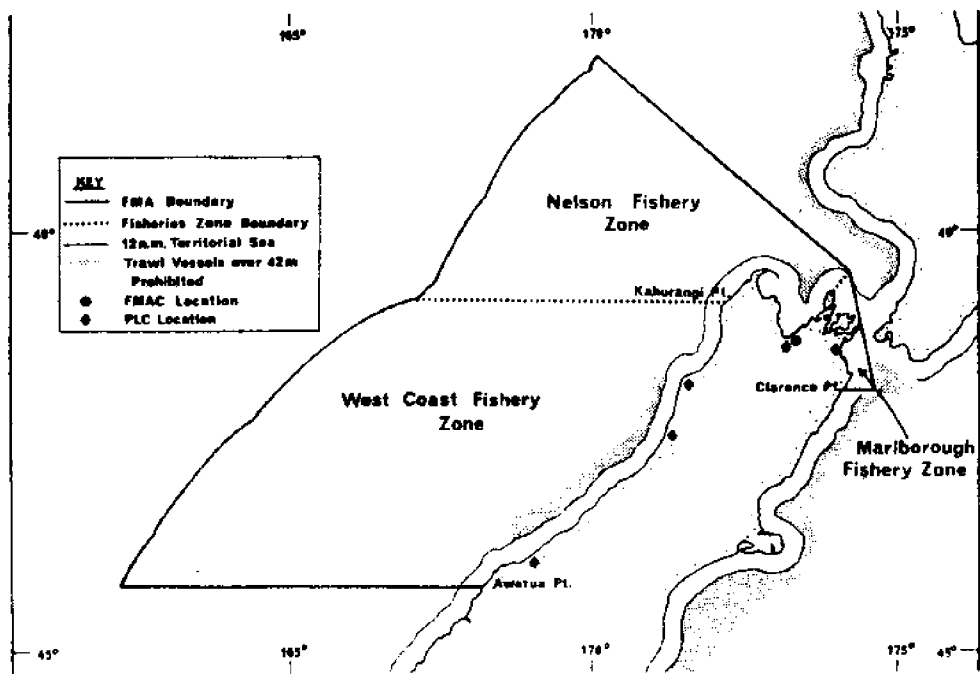 165°
170°
175°
KEY
FMA Boundary
Fisheries Zone Boundary
12n.m. Territorial Sea
Trawl Vessels over 42m
Prohibited
FMAC Location
PLC Location
Nelson Fishery
Zone
40°
40°
Kahurangi Pt.
West Coast Fishery
Zone
Clarence Pt.
Marlborough
Fishery Zone
Awarua Pt.
45°
165°
170°
175°
45°